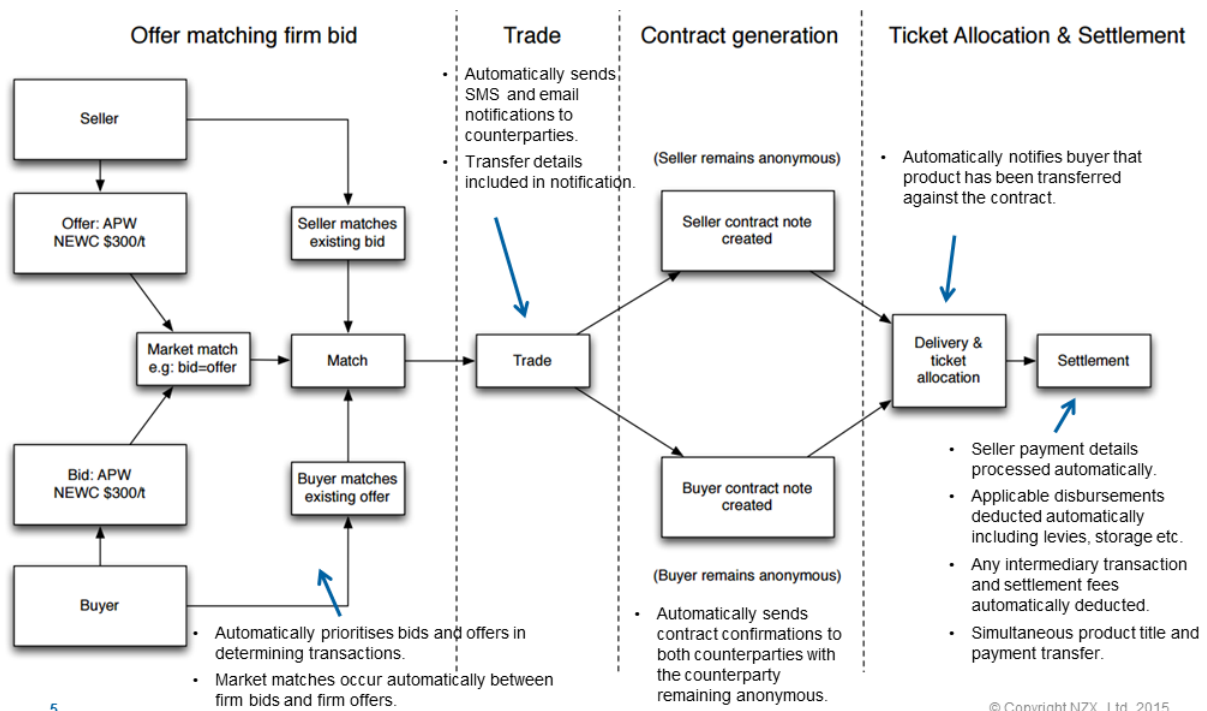 Offer matching firm bid
Trade
Contract generation
Ticket Allocation & Settlement
Seller
Offer: APW
NEWC $300/t
Seller matches
existing bid
Market match
e.g: bid=offer
Match
Bid: APW
NEWC $300/t
Buyer matches
existing offer
Buyer
• Automatically prioritises bids and offers in
determining transactions.
• Market matches occur automatically between
firm bids and firm offers.
• Automatically sends
SMS and email
notifications to
counterparties.
• Transfer details
included in notification.
Trade
(Seller remains anonymous)
Seller contract note
created
Buyer contract note
created
(Buyer remains anonymous)
• Automatically sends
contract confirmations to
both counterparties with
the counterparty
remaining anonymous.
• Automatically notifies buyer that
product has been transferred
against the contract.
Delivery &
ticket
allocation
Settlement
• Seller payment details
processed automatically.
• Applicable disbursements
deducted automatically
including levies, storage etc.
• Any intermediary transaction
and settlement fees
automatically deducted.
• Simultaneous product title and
payment transfer.
5
© Copyright NZX Ltd. 2015